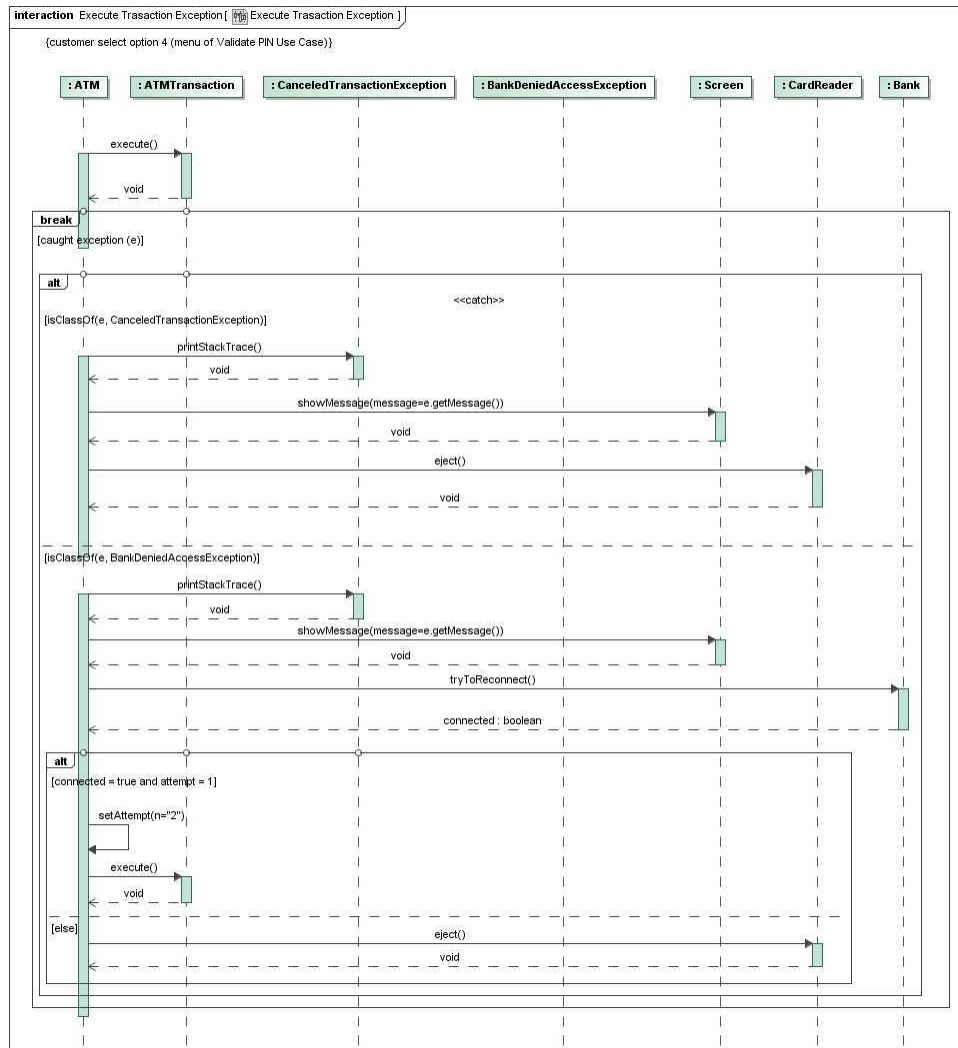 interaction Execute Trasaction Exception [ Execute Trasaction Exception ]
{customer select option 4 (menu of Validate PIN Use Case)}
: ATM : ATMTransaction : CanceledTransactionException : BankDeniedAccessException : Screen : CardReader : Bank
execute()
void
break
[caught exception (e)]
alt
<<catch>>
[isClassOf(e, CanceledTransactionException)]
printStackTrace()
void
showMessage(message=e.getMessage())
void
eject()
void
[isClassOf(e, BankDeniedAccessException)]
printStackTrace()
void
showMessage(message=e.getMessage())
void
tryToReconnect()
connected : boolean
alt
[connected = true and attempt = 1]
setAttempt(n="2")
execute()
void
[else]
eject()
void